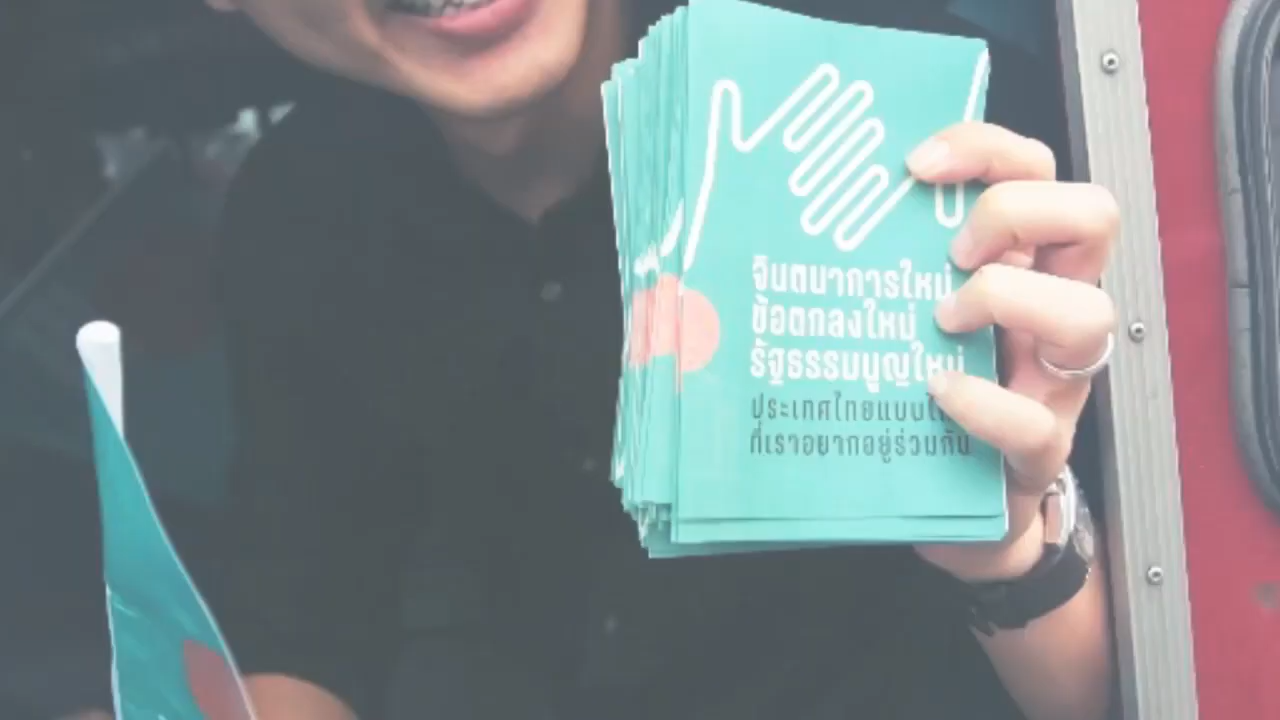 จินตนาการใหม่
ข้อตกลงใหม่
รัฐธรรมนูญใหม่
ประเทศไทยแบบ
ที่เราอยากอยู่ร่วมกัน